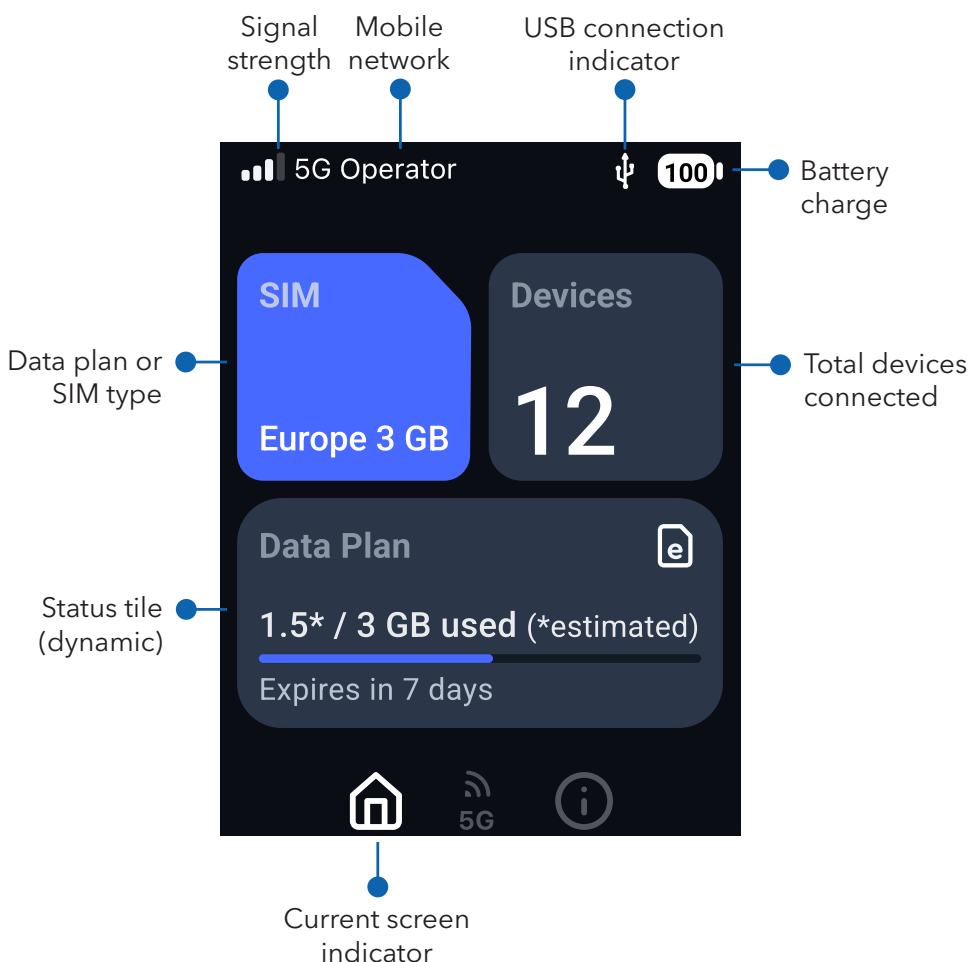 Signal
strength
Mobile
network
USB connection
indicator
5G Operator
100
Battery
charge
SIM
Europe 3 GB
Devices
12
Data plan or
SIM type
Total devices
connected
Data Plan
e
1.5* / 3 GB used (*estimated)
Expires in 7 days
Status tile
(dynamic)
5G
Current screen
indicator